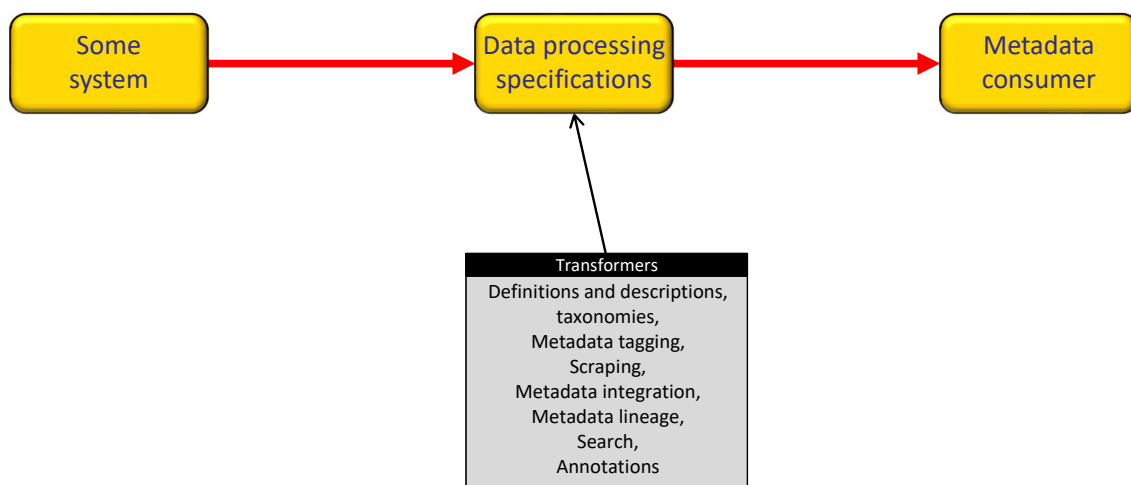 Some
system
Data processing
specifications
Metadada
consumer
Transformers
Definitions and descriptions,
taxonomies,
Metadata tagging,
Scraping,
Metadata integration,
Metadata lineage,
Search,
Annotations